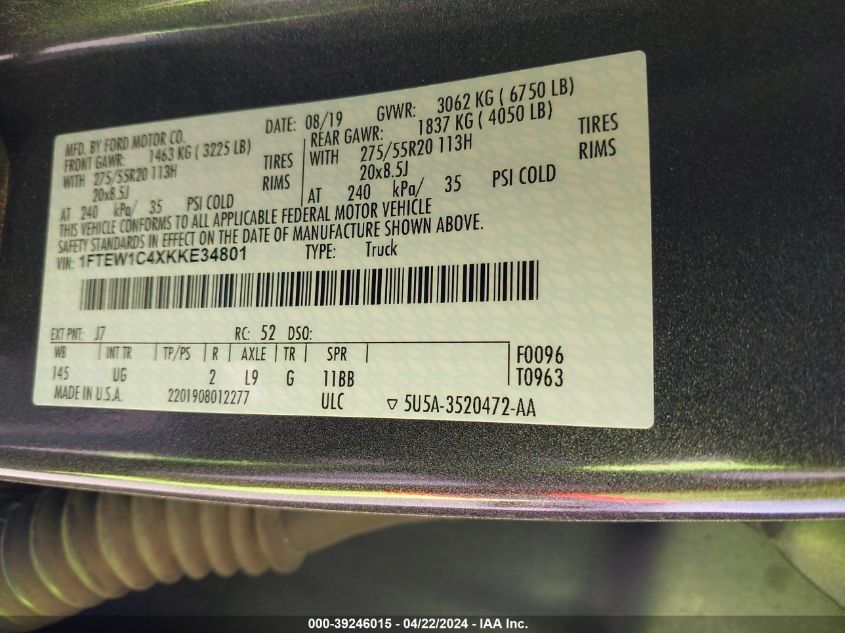 MFD. BY FORD MOTOR CO.
DATE: 08/19 GVWR: 3062 KG ( 6750 LB)
FRONT GAWR: 1463 KG ( 3225 LB) REAR GAWR: 1837 KG ( 4050 LB)
WITH 275/55R20 113H TIRES WITH 275/55R20 113H TIRES
20x8.5J RIMS 20x8.5J RIMS
AT 240 kPa/ 35 PSI COLD AT 240 kPa/ 35 PSI COLD
THIS VEHICLE CONFORMS TO ALL APPLICABLE FEDERAL MOTOR VEHICLE
SAFETY STANDARDS IN EFFECT ON THE DATE OF MANUFACTURE SHOWN ABOVE.
VIN: 1FTEW1C4XKKE34801 TYPE: Truck
EXT PNT: J7 RC: 52 DSO:
WB INT TR TP/PS R AXLE TR SPR F0096
145 UG 2 L9 G 11BB T0963
MADE IN U.S.A. 2201908012277 ULC ▽ 5U5A-3520472-AA
000-39246015 - 04/22/2024 - IAA Inc.